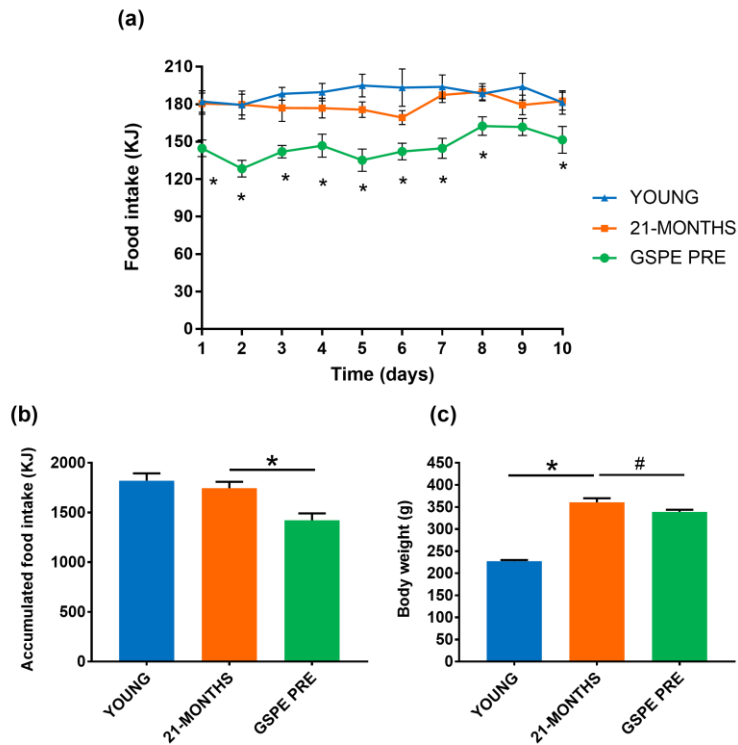 (a)
Food intake (KJ)
210
180
150
120
90
60
30
0
* * * * * * * * *
1 2 3 4 5 6 7 8 9 10
Time (days)
YOUNG
21-MONTHS
GSPE PRE
(b)
Accumulated food intake (KJ)
2000
1500
1000
500
0
*
YOUNG
21-MONTHS
GSPE PRE
(c)
Body weight (g)
450
400
350
300
250
200
150
100
50
0
*
#
YOUNG
21-MONTHS
GSPE PRE